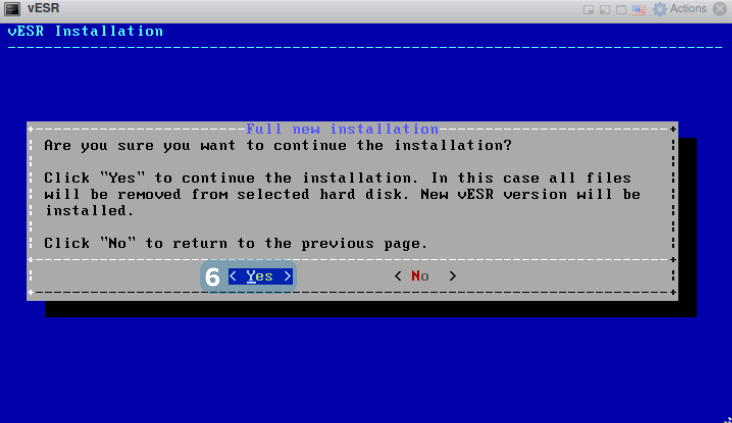 vESR
Actions
vESR Installation
Full new installation
Are you sure you want to continue the installation?
Click "Yes" to continue the installation. In this case all files
will be removed from selected hard disk. New vESR version will be
installed.
Click "No" to return to the previous page.
6 < Yes > < No >